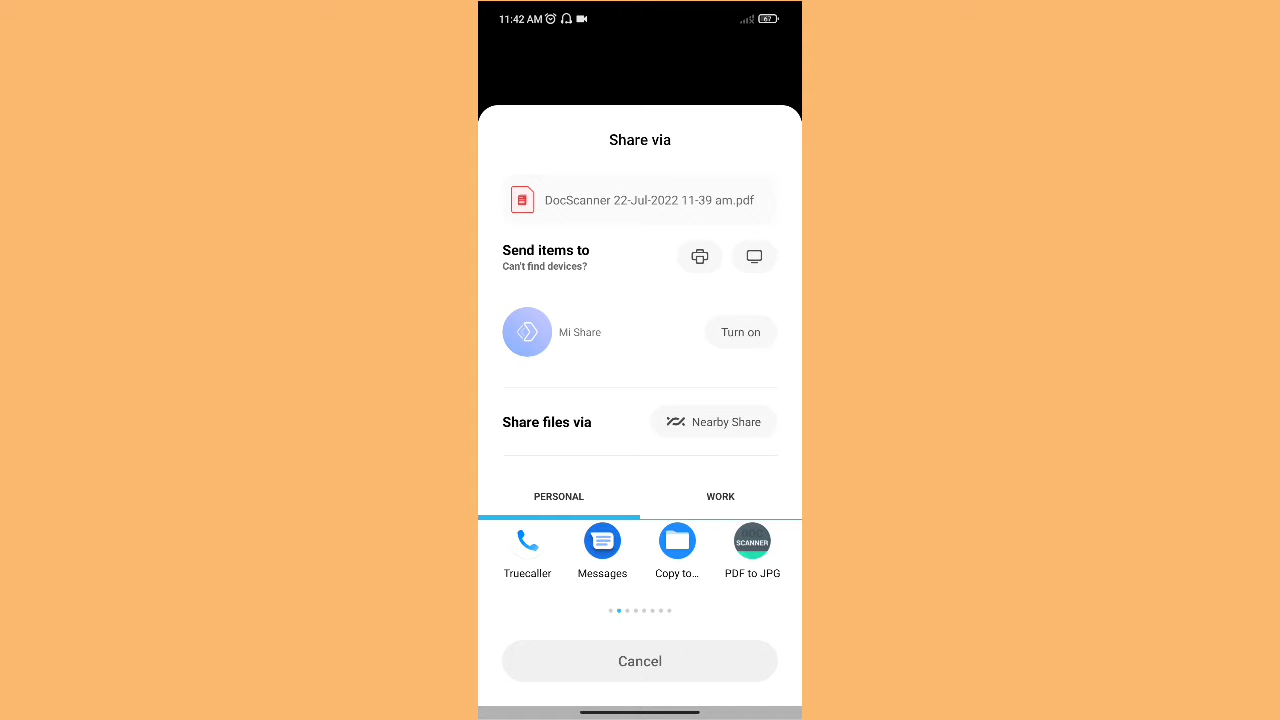 11:42 AM
67
Share via
DocScanner 22-Jul-2022 11-39 am.pdf
Send items to
Can't find devices?
Mi Share
Turn on
Share files via
Nearby Share
PERSONAL
WORK
SCANNER
Truecaller
Messages
Copy to...
PDF to JPG
Cancel